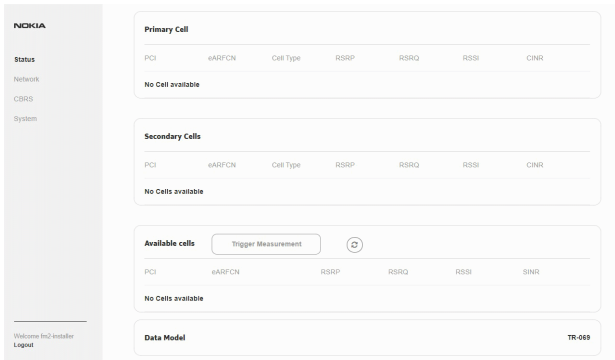 NOKIA
Status
Network
CBRS
System
Welcome fm2-installer
Logout
Primary Cell
PCI eARFCN Cell Type RSRP RSRQ RSSI CINR
No Cell available
Secondary Cells
PCI eARFCN Cell Type RSRP RSRQ RSSI CINR
No Cells available
Available cells Trigger Measurement
PCI eARFCN RSRP RSRQ RSSI SINR
No Cells available
Data Model TR-069